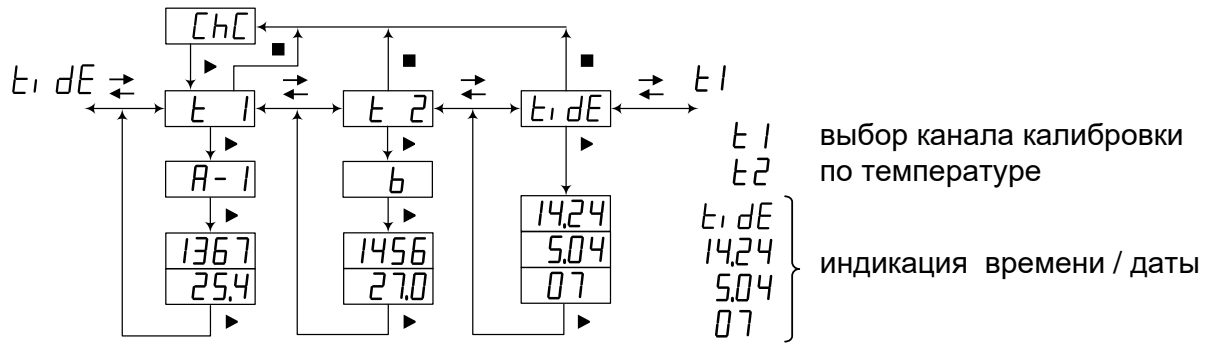 ChC
ti dE
t 1
t 2
ti dE
t1
A-1
b
1367
25.4
1456
27.0
14.24
5.04
07
t 1 выбор канала калибровки
t2 по температуре
ti dE
14.24
5.04
07
индикация времени / даты